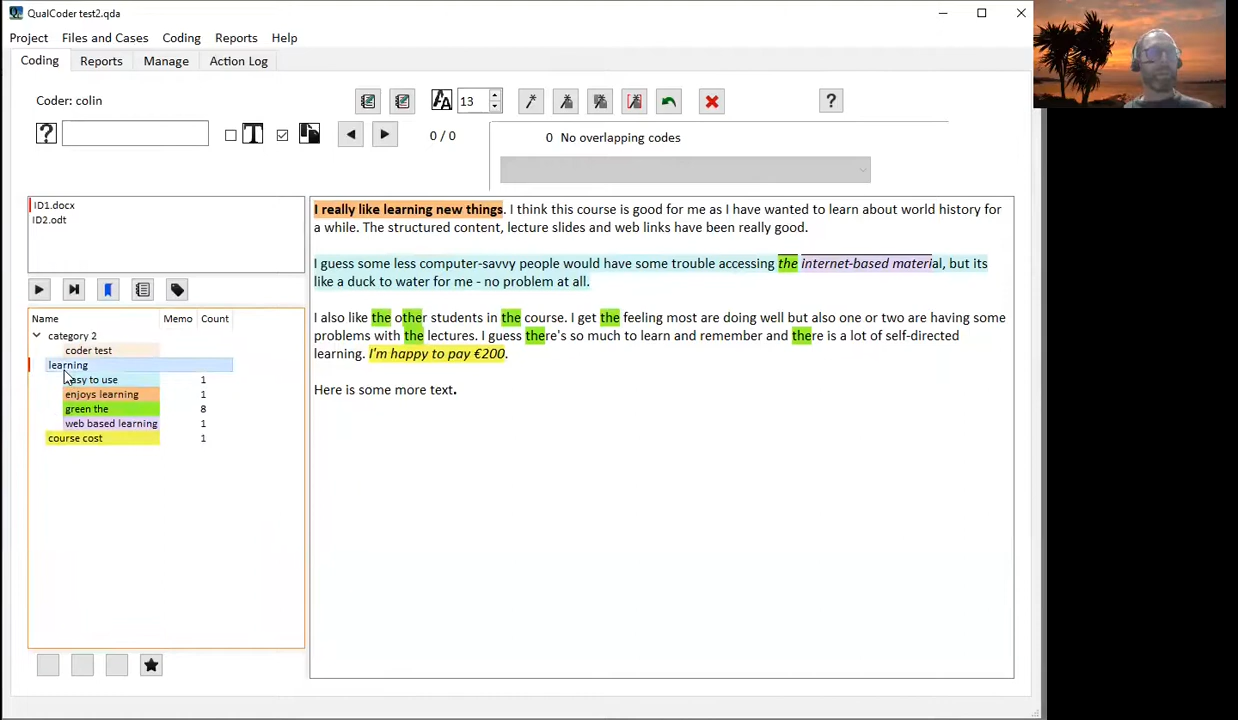 QualCoder test2.qda
Project Files and Cases Coding Reports Help
Coding Reports Manage Action Log
Coder: colin
13
?
?
0 / 0
0 No overlapping codes
ID1.docx
ID2.odt
Name Memo Count
category 2
coder test
learning
easy to use 1
enjoys learning 1
green the 8
web based learning 1
course cost 1
I really like learning new things. I think this course is good for me as I have wanted to learn about world history for
a while. The structured content, lecture slides and web links have been really good.
I guess some less computer-savvy people would have some trouble accessing the internet-based material, but its
like a duck to water for me - no problem at all.
I also like the other students in the course. I get the feeling most are doing well but also one or two are having some
problems with the lectures. I guess there's so much to learn and remember and there is a lot of self-directed
learning. I'm happy to pay €200.
Here is some more text.